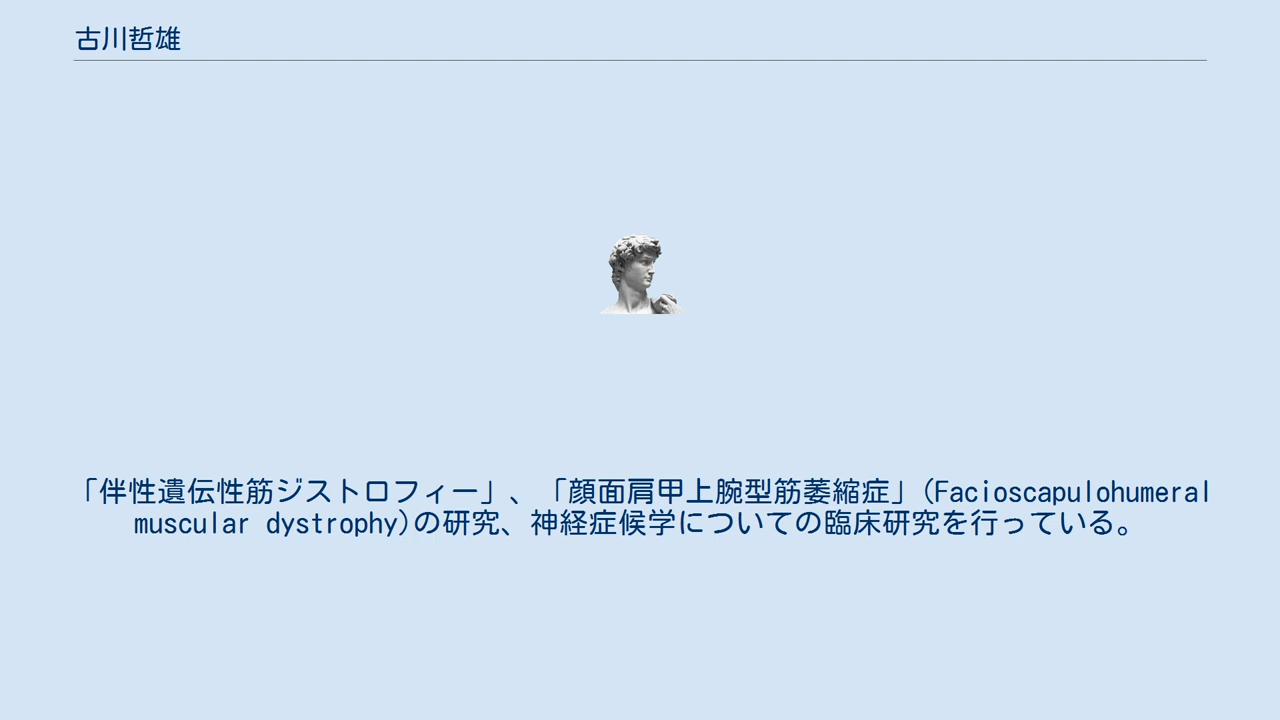 古川哲雄
「伴性遺伝性筋ジストロフィー」、「顔面肩甲上腕型筋萎縮症」(Facioscapulohumeral
muscular dystrophy)の研究、神経症候学についての臨床研究を行っている。